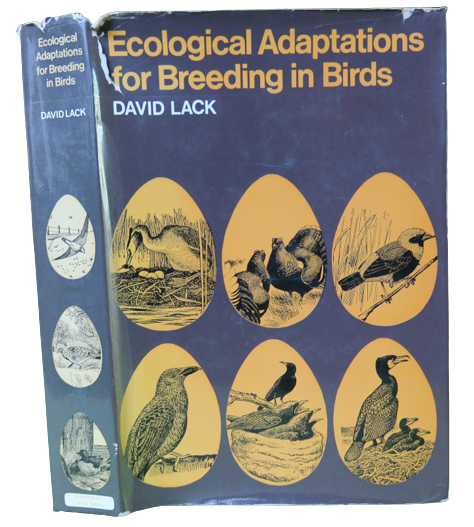 Ecological
Adaptations
for Breeding
in Birds
DAVID LACK
Ecological Adaptations
for Breeding in Birds
DAVID LACK